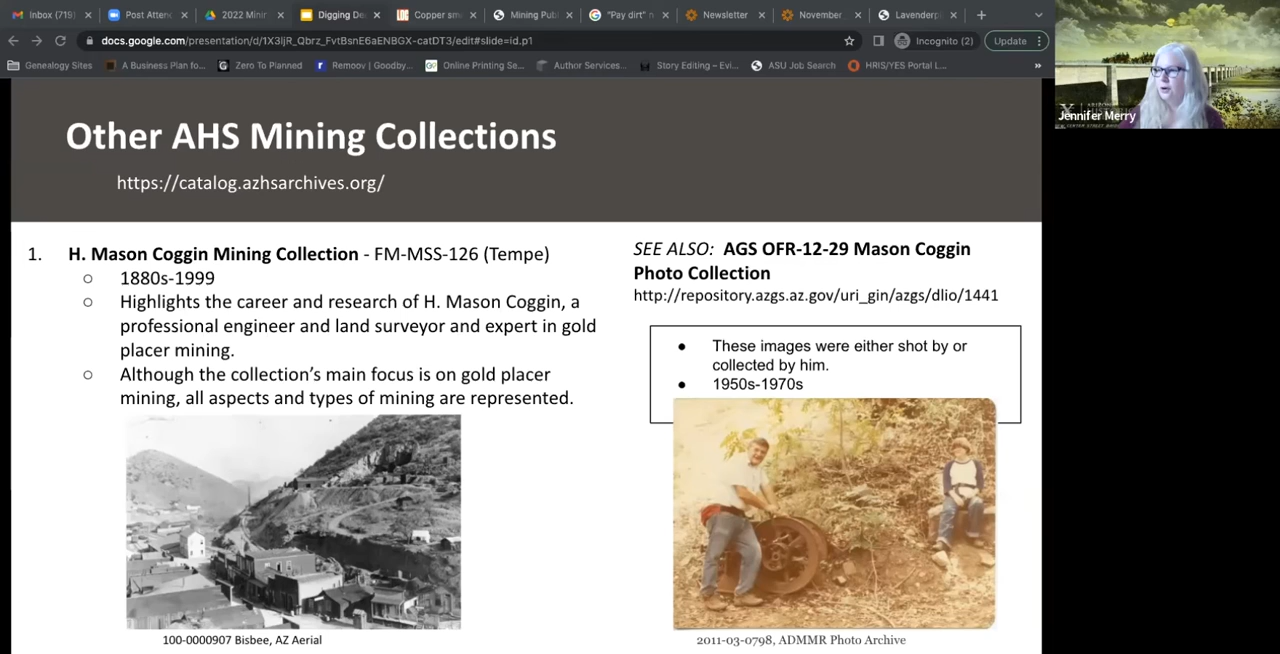 Inbox (719)
Post Atten
2022 Minin
Digging De
Copper sm
Mining Pub
"Pay dirt" n
Newsletter
November
Lavenderp
docs.google.com/presentation/d/1X3ljR_Qbrz_FvtBsnE6aENBGX-catDT3/edit#slide=id.p1
Incognito (2)
Update
Genealogy Sites
A Business Plan fo...
Zero To Planned
Remoov | Goodby...
Online Printing Se...
Author Services...
Story Editing – Evi...
ASU Job Search
HRIS/YES Portal L...
»
Jennifer Merry
Other AHS Mining Collections
https://catalog.azhsarchives.org/
1. H. Mason Coggin Mining Collection - FM-MSS-126 (Tempe)
1880s-1999
Highlights the career and research of H. Mason Coggin, a
professional engineer and land surveyor and expert in gold
placer mining.
Although the collection's main focus is on gold placer
mining, all aspects and types of mining are represented.
100-0000907 Bisbee, AZ Aerial
SEE ALSO: AGS OFR-12-29 Mason Coggin
Photo Collection
http://repository.azgs.az.gov/uri_gin/azgs/dlio/1441
These images were either shot by or
collected by him.
1950s-1970s
2011-03-0798, ADMMR Photo Archive